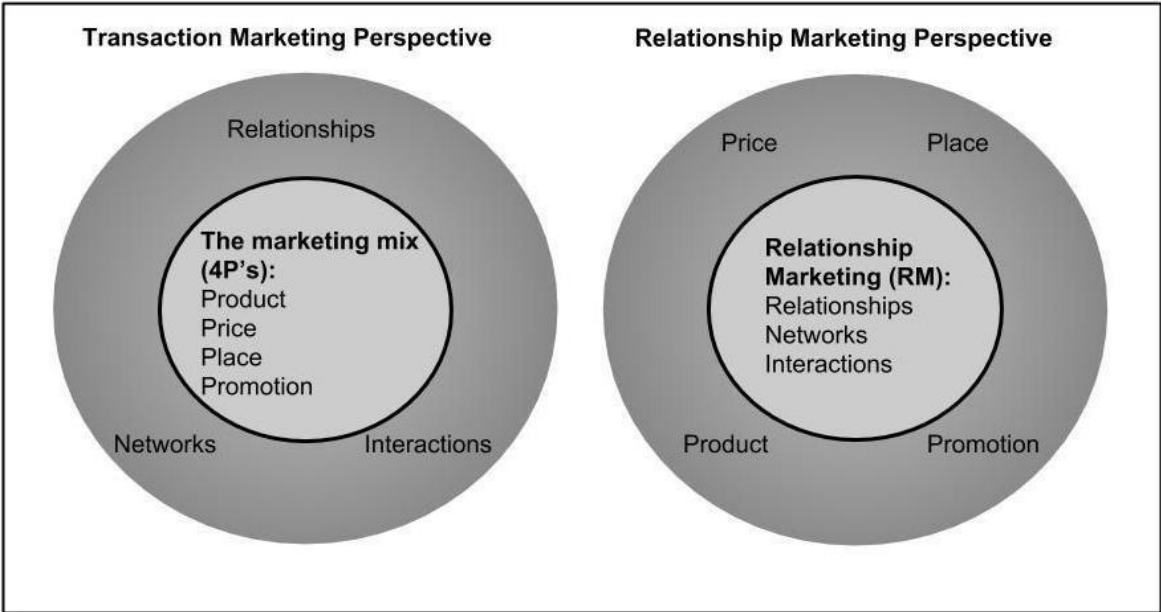 Transaction Marketing Perspective
Relationships
The marketing mix
(4P's):
Product
Price
Place
Promotion
Networks
Interactions
Relationship Marketing Perspective
Price
Place
Relationship
Marketing (RM):
Relationships
Networks
Interactions
Product
Promotion